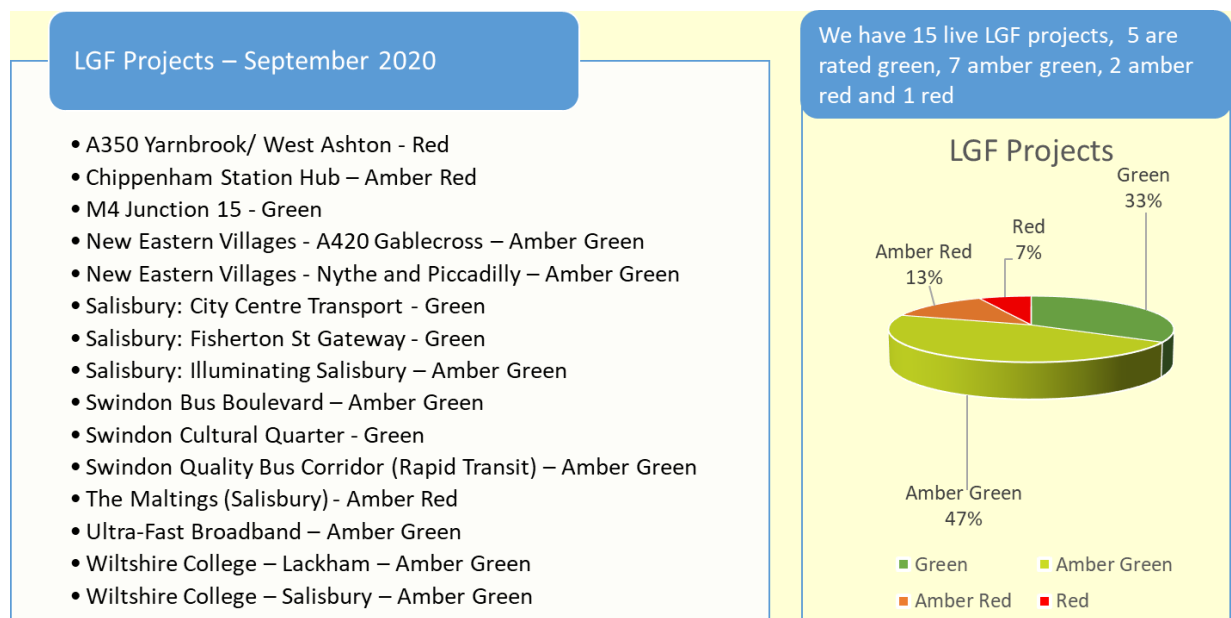 LGF Projects – September 2020
• A350 Yarnbrook/ West Ashton - Red
• Chippenham Station Hub – Amber Red
• M4 Junction 15 - Green
• New Eastern Villages - A420 Gablecross – Amber Green
• New Eastern Villages - Nythe and Piccadilly – Amber Green
• Salisbury: City Centre Transport - Green
• Salisbury: Fisherton St Gateway - Green
• Salisbury: Illuminating Salisbury – Amber Green
• Swindon Bus Boulevard – Amber Green
• Swindon Cultural Quarter - Green
• Swindon Quality Bus Corridor (Rapid Transit) – Amber Green
• The Maltings (Salisbury) - Amber Red
• Ultra-Fast Broadband – Amber Green
• Wiltshire College – Lackham – Amber Green
• Wiltshire College – Salisbury – Amber Green
We have 15 live LGF projects, 5 are
rated green, 7 amber green, 2 amber
red and 1 red
LGF Projects
Green
33%
Red
7%
Amber Red
13%
Amber Green
47%
Green
Amber Green
Amber Red
Red